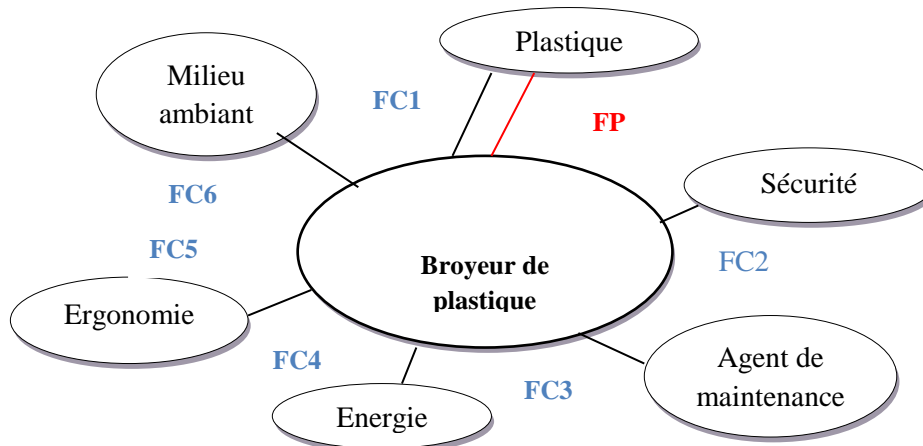 Plastique
Milieu
ambiant
FC1
FP
FC6
Sécurité
FC5
FC2
Broyeur de
plastique
Ergonomie
FC4
FC3
Agent de
maintenance
Energie